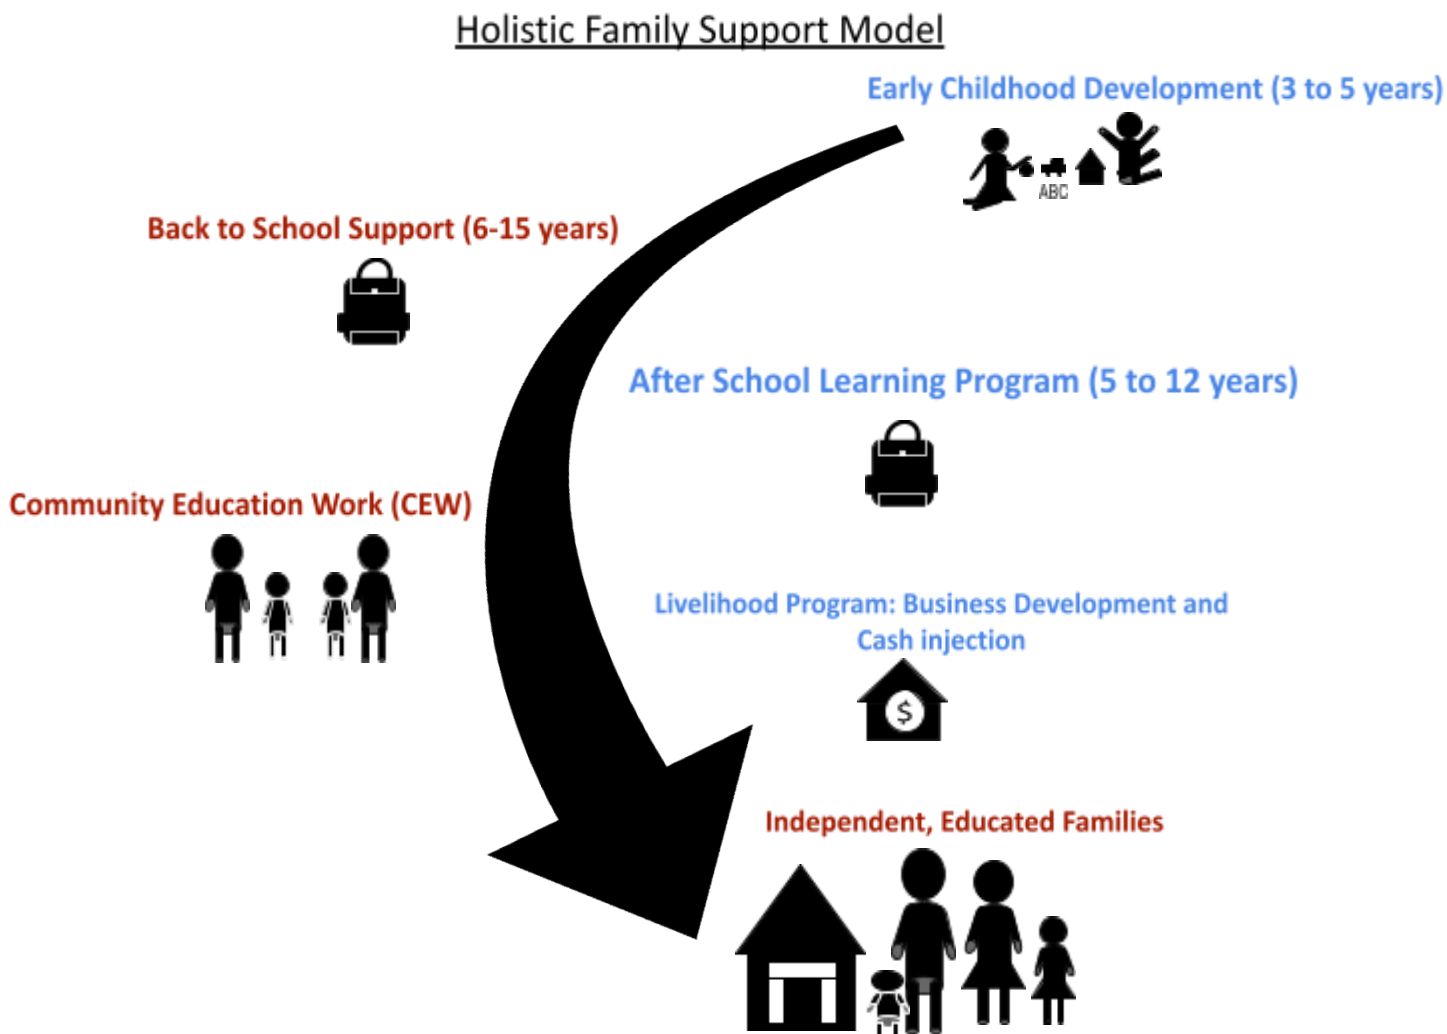 Holistic Family Support Model
Early Childhood Development (3 to 5 years)
ABC
Back to School Support (6-15 years)
After School Learning Program (5 to 12 years)
Community Education Work (CEW)
Livelihood Program: Business Development and
Cash injection
$
Independent, Educated Families